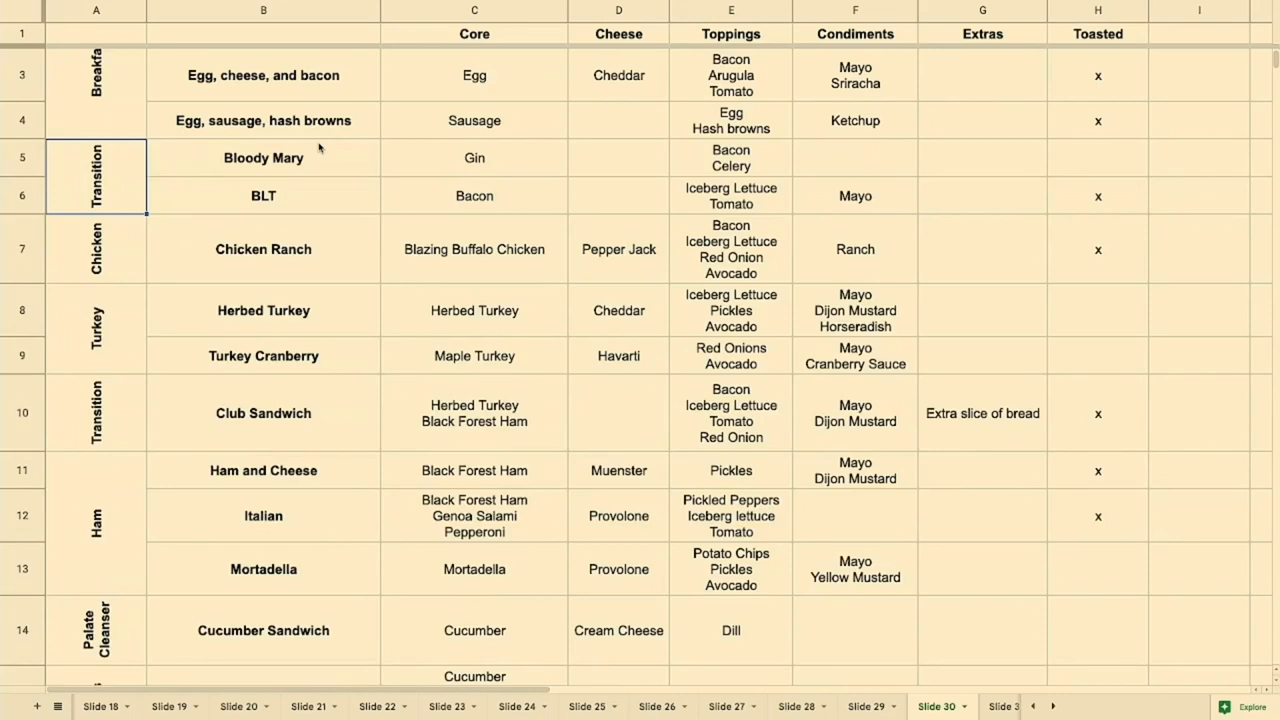 A B C D E F G H I
1 Core Cheese Toppings Condiments Extras Toasted
Breakfa
3 Egg, cheese, and bacon Egg Cheddar Bacon Mayo x
Arugula Sriracha
Tomato
4 Egg, sausage, hash browns Sausage Egg Ketchup x
Hash browns
Transition
5 Bloody Mary Gin Bacon
Celery
6 BLT Bacon Iceberg Lettuce Mayo x
Tomato
Chicken
7 Chicken Ranch Blazing Buffalo Chicken Pepper Jack Bacon Ranch x
Iceberg Lettuce
Red Onion
Avocado
Turkey
8 Herbed Turkey Herbed Turkey Cheddar Iceberg Lettuce Mayo
Pickles Dijon Mustard
Avocado Horseradish
9 Turkey Cranberry Maple Turkey Havarti Red Onions Mayo
Avocado Cranberry Sauce
Transition
10 Club Sandwich Herbed Turkey Bacon Mayo Extra slice of bread x
Black Forest Ham Iceberg Lettuce Dijon Mustard
Tomato
Red Onion
Ham
11 Ham and Cheese Black Forest Ham Muenster Pickles Mayo x
Dijon Mustard
12 Italian Black Forest Ham Provolone Pickled Peppers x
Genoa Salami Iceberg lettuce
Pepperoni Tomato
13 Mortadella Mortadella Provolone Potato Chips Mayo
Pickles Yellow Mustard
Avocado
Palate
Cleanser
14 Cucumber Sandwich Cucumber Cream Cheese Dill
Cucumber
Slide 18 Slide 19 Slide 20 Slide 21 Slide 22 Slide 23 Slide 24 Slide 25 Slide 26 Slide 27 Slide 28 Slide 29 Slide 30 Slide 3 Explore